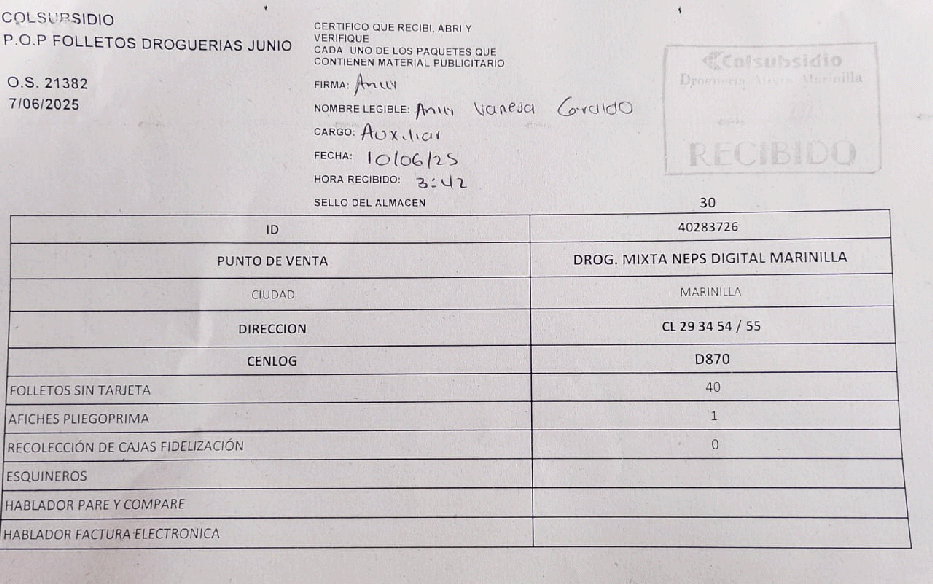 COLSUBSIDIO
P.O.P FOLLETOS DROGUERIAS JUNIO
O.S. 21382
7/06/2025
CERTIFICO QUE RECIBI, ABRI Y
VERIFIQUE
CADA UNO DE LOS PAQUETES QUE
CONTIENEN MATERIAL PUBLICITARIO
FIRMA:
NOMBRE LEGIBLE: Vanesa
CARGO: Auxiliar
FECHA: 10/06/25
HORA RECIBIDO: 3:42
SELLO DEL ALMACEN
Colsubsidio
Marinilla
RECIBIDO
30
ID 40283726
PUNTO DE VENTA DROG. MIXTA NEPS DIGITAL MARINILLA
CIUDAD MARINILLA
DIRECCION CL 29 34 54 / 55
CENLOG D870
FOLLETOS SIN TARJETA 40
AFICHES PLIEGOPRIMA 1
RECOLECCIÓN DE CAJAS FIDELIZACIÓN 0
ESQUINEROS
HABLADOR PARE Y COMPARE
HABLADOR FACTURA ELECTRONICA